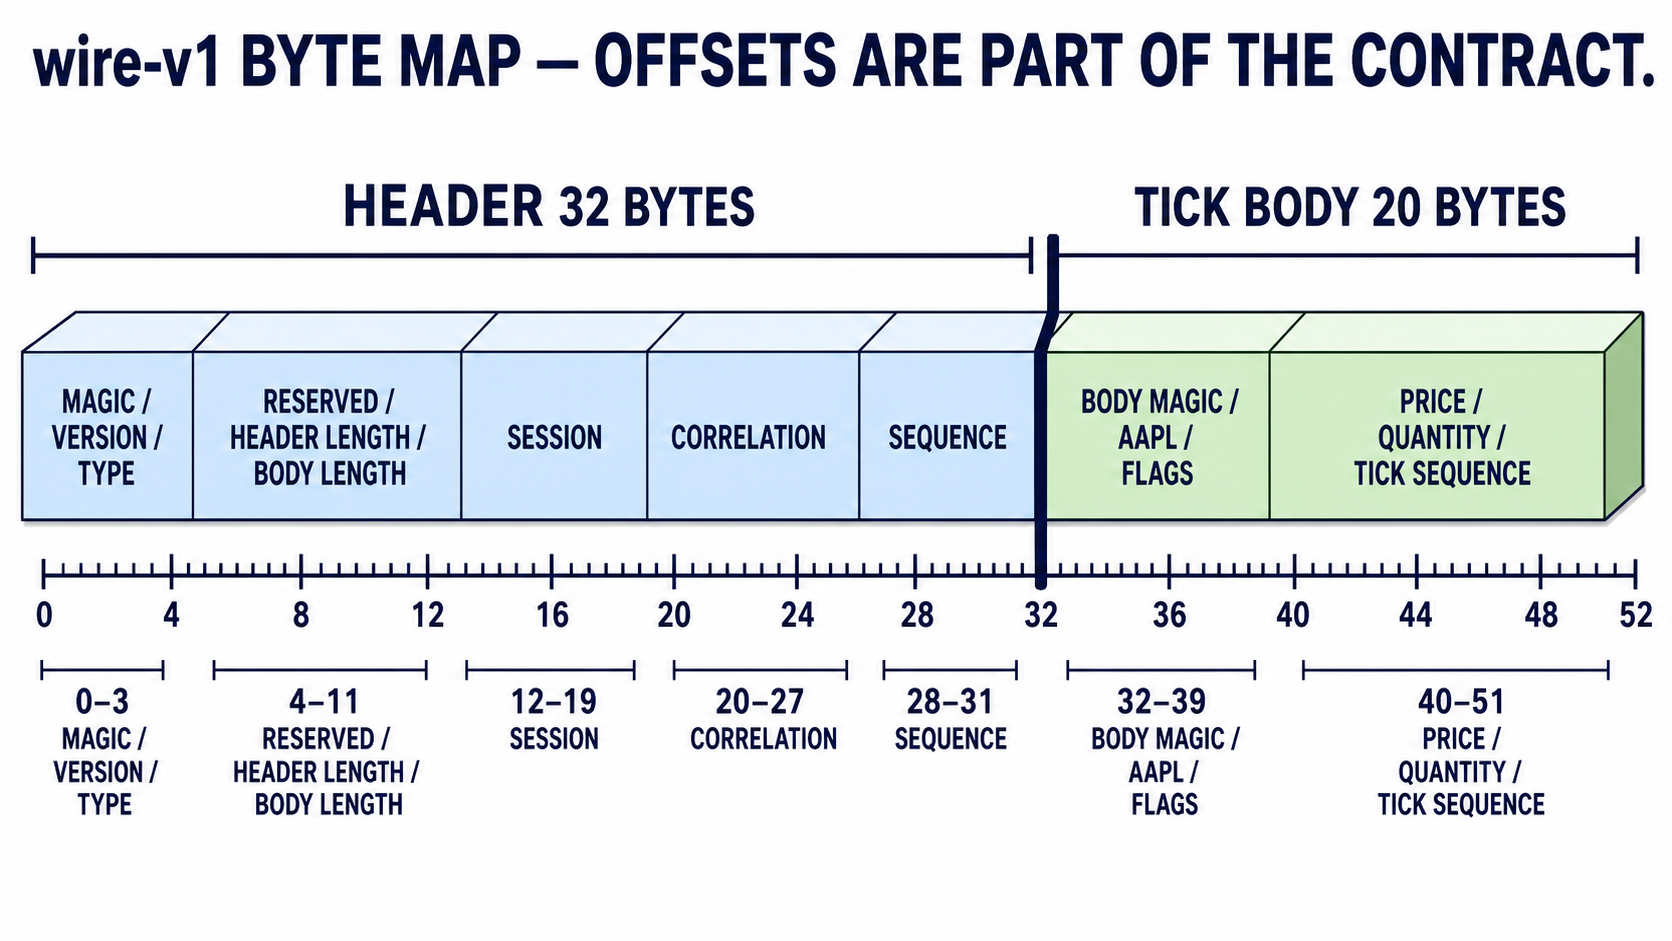 wire-v1 BYTE MAP — OFFSETS ARE PART OF THE CONTRACT.
HEADER 32 BYTES
TICK BODY 20 BYTES
MAGIC /
VERSION /
TYPE
RESERVED /
HEADER LENGTH /
BODY LENGTH
SESSION
CORRELATION
SEQUENCE
BODY MAGIC /
AAPL /
FLAGS
PRICE /
QUANTITY /
TICK SEQUENCE
0 4 8 12 16 20 24 28 32 36 40 44 48 52
0–3
MAGIC /
VERSION /
TYPE
4–11
RESERVED /
HEADER LENGTH /
BODY LENGTH
12–19
SESSION
20–27
CORRELATION
28–31
SEQUENCE
32–39
BODY MAGIC /
AAPL /
FLAGS
40–51
PRICE /
QUANTITY /
TICK SEQUENCE